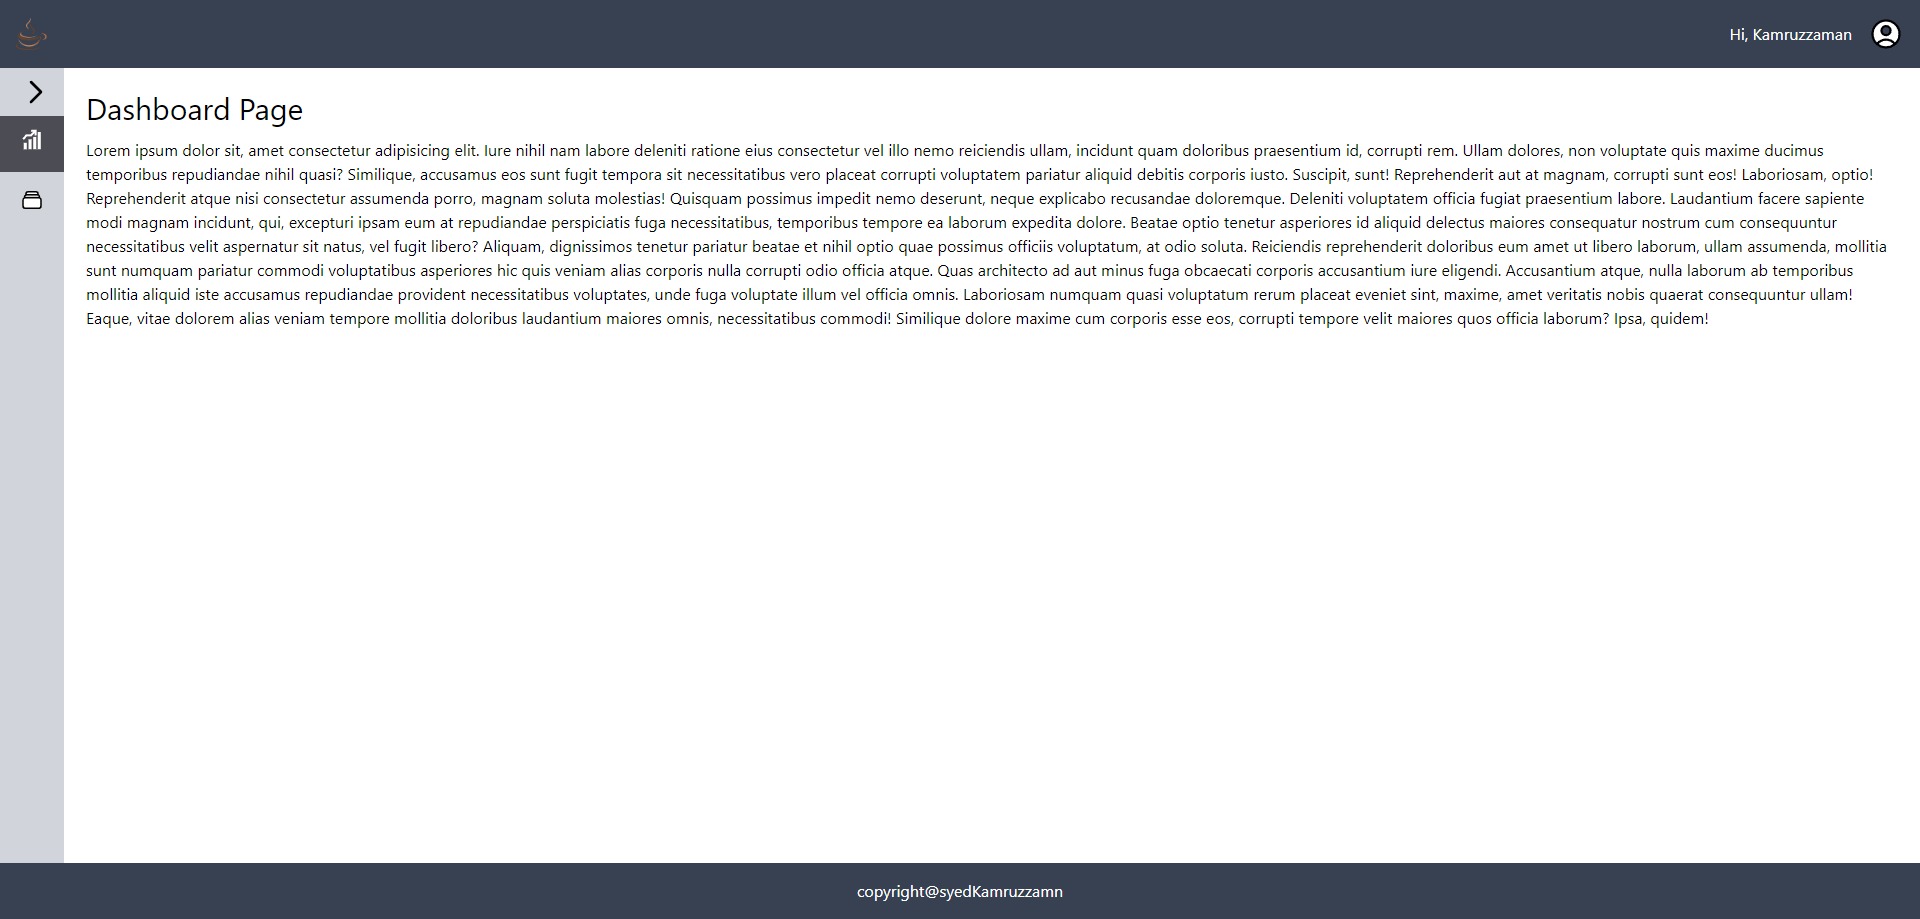 Hi, Kamruzzaman
Dashboard Page
Lorem ipsum dolor sit, amet consectetur adipisicing elit. Iure nihil nam labore deleniti ratione eius consectetur vel illo nemo reiciendis ullam, incidunt quam doloribus praesentium id, corrupti rem. Ullam dolores, non voluptate quis maxime ducimus
temporibus repudiandae nihil quasi? Similique, accusamus eos sunt fugit tempora sit necessitatibus vero placeat corrupti voluptatem pariatur aliquid debitis corporis iusto. Suscipit, sunt! Reprehenderit aut at magnam, corrupti sunt eos! Laboriosam, optio!
Reprehenderit atque nisi consectetur assumenda porro, magnam soluta molestias! Quisquam possimus impedit nemo deserunt, neque explicabo recusandae doloremque. Deleniti voluptatem officia fugiat praesentium labore. Laudantium facere sapiente
modi magnam incidunt, qui, excepturi ipsam eum at repudiandae perspiciatis fuga necessitatibus, temporibus tempore ea laborum expedita dolore. Beatae optio tenetur asperiores id aliquid delectus maiores consequatur nostrum cum consequuntur
necessitatibus velit aspernatur sit natus, vel fugit libero? Aliquam, dignissimos tenetur pariatur beatae et nihil optio quae possimus officiis voluptatum, at odio soluta. Reiciendis reprehenderit doloribus eum amet ut libero laborum, ullam assumenda, mollitia
sunt numquam pariatur commodi voluptatibus asperiores hic quis veniam alias corporis nulla corrupti odio officia atque. Quas architecto ad aut minus fuga obcaecati corporis accusantium iure eligendi. Accusantium atque, nulla laborum ab temporibus
mollitia aliquid iste accusamus repudiandae provident necessitatibus voluptates, unde fuga voluptate illum vel officia omnis. Laboriosam numquam quasi voluptatum rerum placeat eveniet sint, maxime, amet veritatis nobis quaerat consequuntur ullam!
Eaque, vitae dolorem alias veniam tempore mollitia doloribus laudantium maiores omnis, necessitatibus commodi! Similique dolore maxime cum corporis esse eos, corrupti tempore velit maiores quos officia laborum? Ipsa, quidem!
copyright@syedKamruzzamn